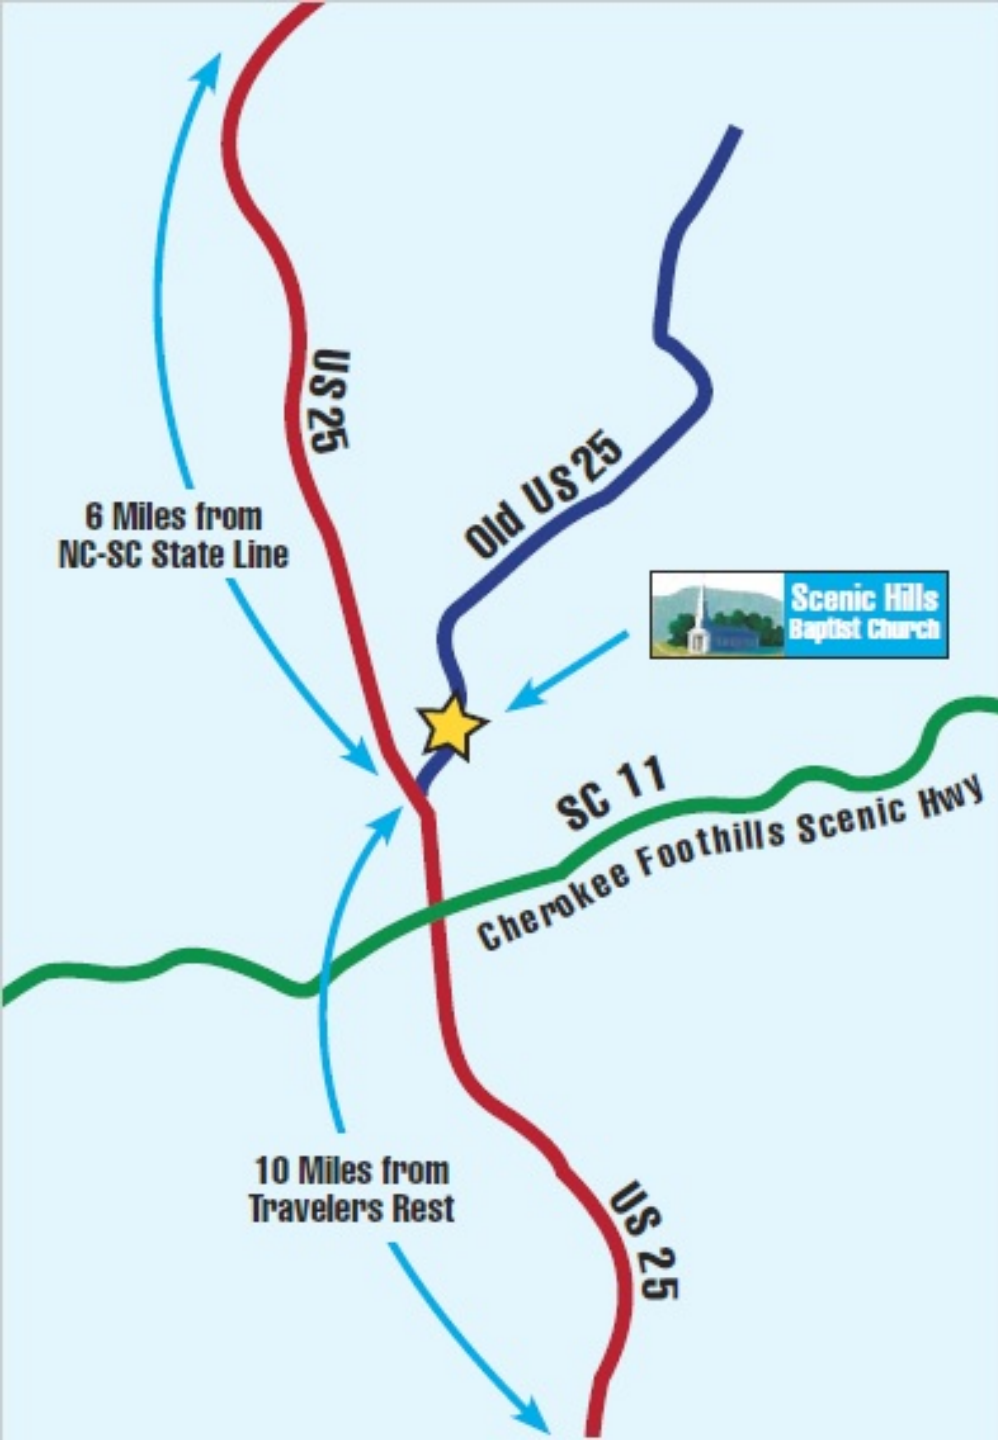 US 25
Old US 25
6 Miles from
NC-SC State Line
Scenic Hills
Baptist Church
SC 11
Cherokee Foothills Scenic Hwy
10 Miles from
Travelers Rest
US 25